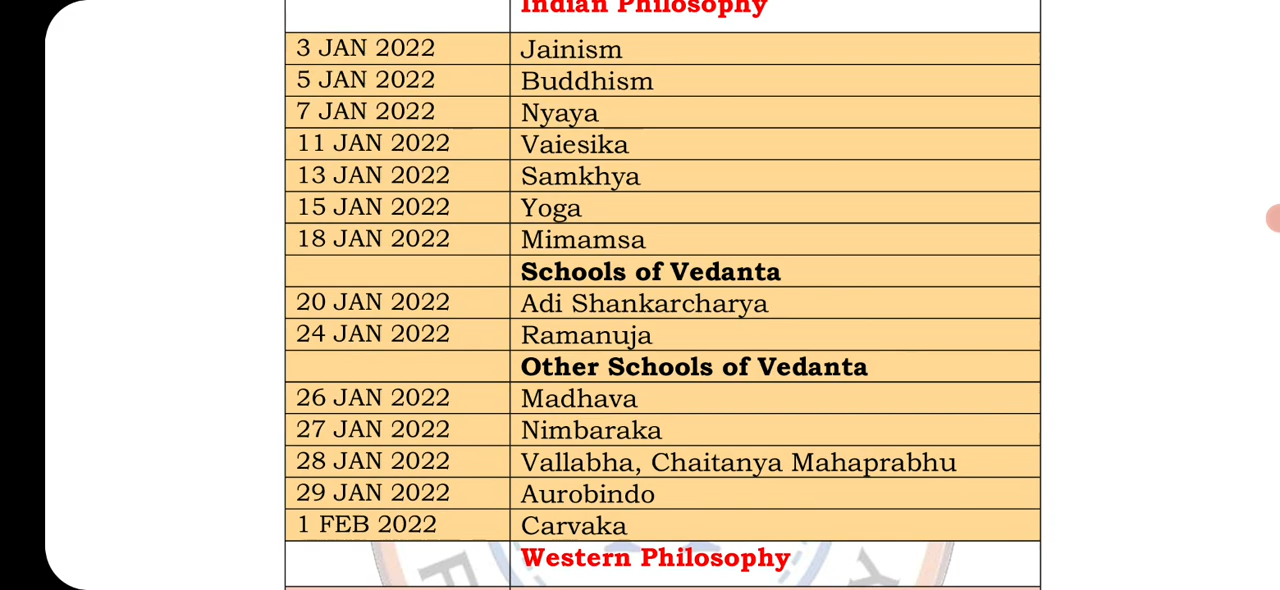 Indian Philosophy
3 JAN 2022 Jainism
5 JAN 2022 Buddhism
7 JAN 2022 Nyaya
11 JAN 2022 Vaiesika
13 JAN 2022 Samkhya
15 JAN 2022 Yoga
18 JAN 2022 Mimamsa
Schools of Vedanta
20 JAN 2022 Adi Shankarcharya
24 JAN 2022 Ramanuja
Other Schools of Vedanta
26 JAN 2022 Madhava
27 JAN 2022 Nimbaraka
28 JAN 2022 Vallabha, Chaitanya Mahaprabhu
29 JAN 2022 Aurobindo
1 FEB 2022 Carvaka
Western Philosophy